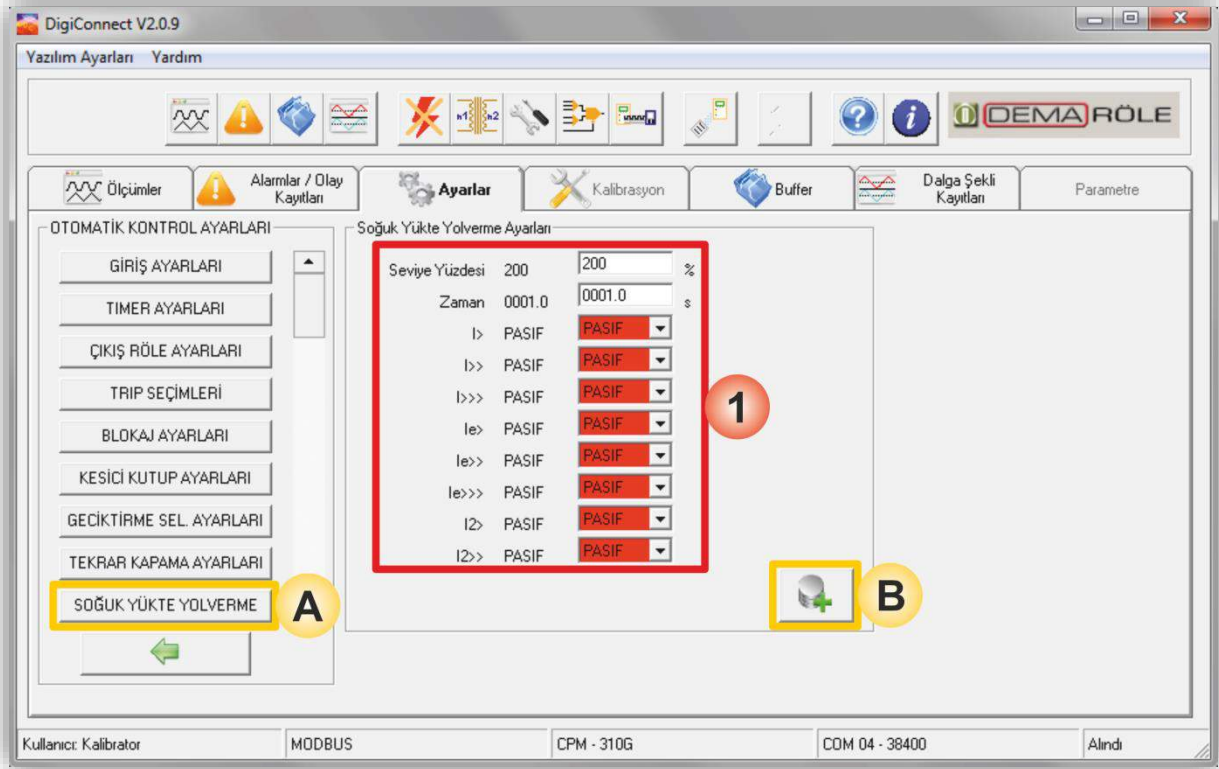 DigiConnect V2.0.9
Yazılım Ayarları Yardım
h1 h2
DEMA RÖLE
Ölçümler
Alarmlar / Olay
Kayıtları
Ayarlar
Kalibrasyon
Buffer
Dalga Şekli
Kayıtları
Parametre
OTOMATİK KONTROL AYARLARI
GİRİŞ AYARLARI
TIMER AYARLARI
ÇIKIŞ RÖLE AYARLARI
TRIP SEÇİMLERİ
BLOKAJ AYARLARI
KESİCİ KUTUP AYARLARI
GECİKTİRME SEL. AYARLARI
TEKRAR KAPAMA AYARLARI
SOĞUK YÜKTE YOLVERME
A
Soğuk Yükte Yolverme Ayarları
Seviye Yüzdesi 200 200 %
Zaman 0001.0 0001.0 s
I> PASIF PASIF
I>> PASIF PASIF
I>>> PASIF PASIF
Ie> PASIF PASIF
Ie>> PASIF PASIF
Ie>>> PASIF PASIF
I2> PASIF PASIF
I2>> PASIF PASIF
1
B
Kullanıcı: Kalibrator MODBUS CPM - 310G COM 04 - 38400 Alındı